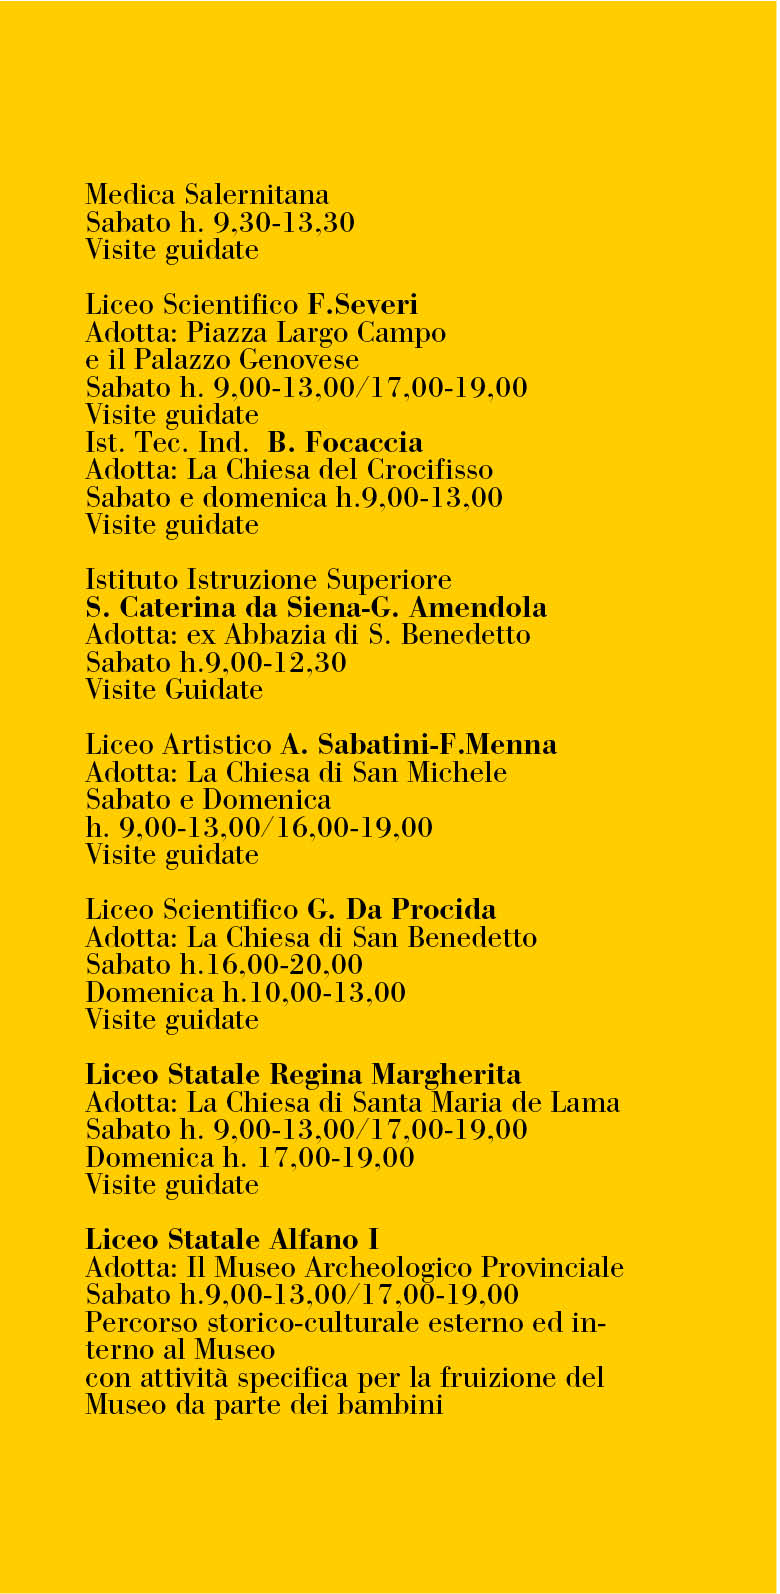 Medica Salernitana
Sabato h. 9,30-13,30
Visite guidate
Liceo Scientifico F.Severi
Adotta: Piazza Largo Campo
e il Palazzo Genovese
Sabato h. 9,00-13,00/17,00-19,00
Visite guidate
Ist. Tec. Ind.  B. Focaccia
Adotta: La Chiesa del Crocifisso
Sabato e domenica h.9,00-13,00
Visite guidate
Istituto Istruzione Superiore
S. Caterina da Siena-G. Amendola
Adotta: ex Abbazia di S. Benedetto
Sabato h.9,00-12,30
Visite Guidate
Liceo Artistico A. Sabatini-F.Menna
Adotta: La Chiesa di San Michele
Sabato e Domenica
h. 9,00-13,00/16,00-19,00
Visite guidate
Liceo Scientifico G. Da Procida
Adotta: La Chiesa di San Benedetto
Sabato h.16,00-20,00
Domenica h.10,00-13,00
Visite guidate
Liceo Statale Regina Margherita
Adotta: La Chiesa di Santa Maria de Lama
Sabato h. 9,00-13,00/17,00-19,00
Domenica h. 17,00-19,00
Visite guidate
Liceo Statale Alfano I
Adotta: Il Museo Archeologico Provinciale
Sabato h.9,00-13,00/17,00-19,00
Percorso storico-culturale esterno ed in-
terno al Museo
con attività specifica per la fruizione del
Museo da parte dei bambini